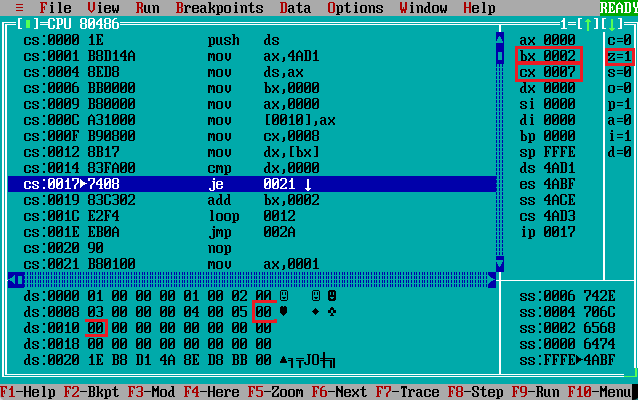 ≡ File View Run Breakpoints Data Options Window Help READY
[■]=CPU 80486 1=[↑][↓]
cs:0000 1E push ds ax 0000 c=0
cs:0001 B8D14A mov ax,4AD1 bx 0002 z=1
cs:0004 8ED8 mov ds,ax cx 0007 s=0
cs:0006 BB0000 mov bx,0000 dx 0000 o=0
cs:0009 B80000 mov ax,0000 si 0000 p=1
cs:000C A31000 mov [0010],ax di 0000 a=0
cs:000F B90800 mov cx,0008 bp 0000 i=1
cs:0012 8B17 mov dx,[bx] sp FFFE d=0
cs:0014 83FA00 cmp dx,0000 ds 4AD1
cs:0017►7408 je 0021 ↓ es 4ABF
cs:0019 83C302 add bx,0002 ss 4ACE
cs:001C E2F4 loop 0012 cs 4AD3
cs:001E EB0A jmp 002A ip 0017
cs:0020 90 nop
cs:0021 B80100 mov ax,0001
ds:0000 01 00 00 00 01 00 02 00 ☺ ☺ ☻ ss:0006 742E
ds:0008 03 00 00 00 04 00 05 00 ♥ ♦ ♣ ss:0004 706C
ds:0010 00 00 00 00 00 00 00 00 ss:0002 6568
ds:0018 00 00 00 00 00 00 00 00 ss:0000 6474
ds:0020 1E B8 D1 4A 8E D8 BB 00 ▲╕╤JÄ╪╗ ss:FFFE►4ABF
F1-Help F2-Bkpt F3-Mod F4-Here F5-Zoom F6-Next F7-Trace F8-Step F9-Run F10-Menu